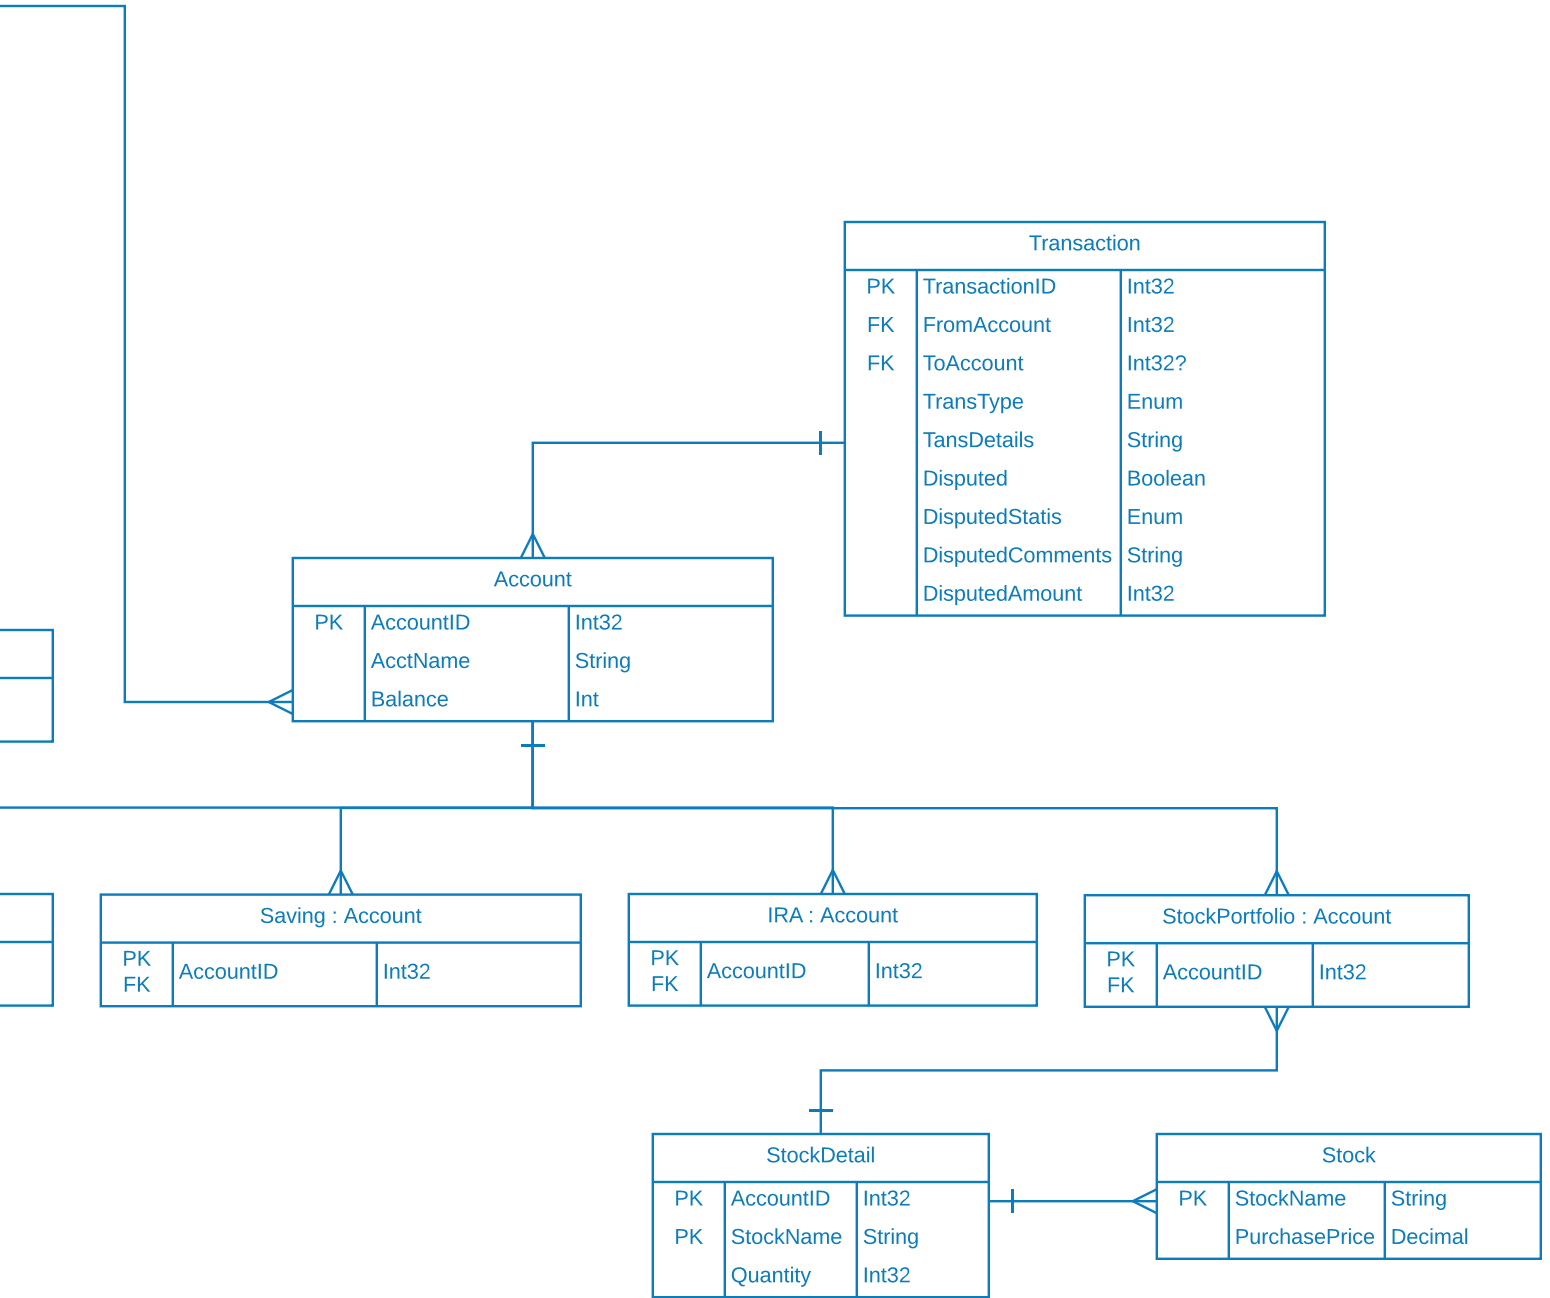 Transaction
PK TransactionID Int32
FK FromAccount Int32
FK ToAccount Int32?
TransType Enum
TansDetails String
Disputed Boolean
DisputedStatis Enum
DisputedComments String
DisputedAmount Int32
Account
PK AccountID Int32
AcctName String
Balance Int
Saving : Account
PK
FK
AccountID Int32
IRA : Account
PK
FK
AccountID Int32
StockPortfolio : Account
PK
FK
AccountID Int32
StockDetail
PK AccountID Int32
PK StockName String
Quantity Int32
Stock
PK StockName String
PurchasePrice Decimal